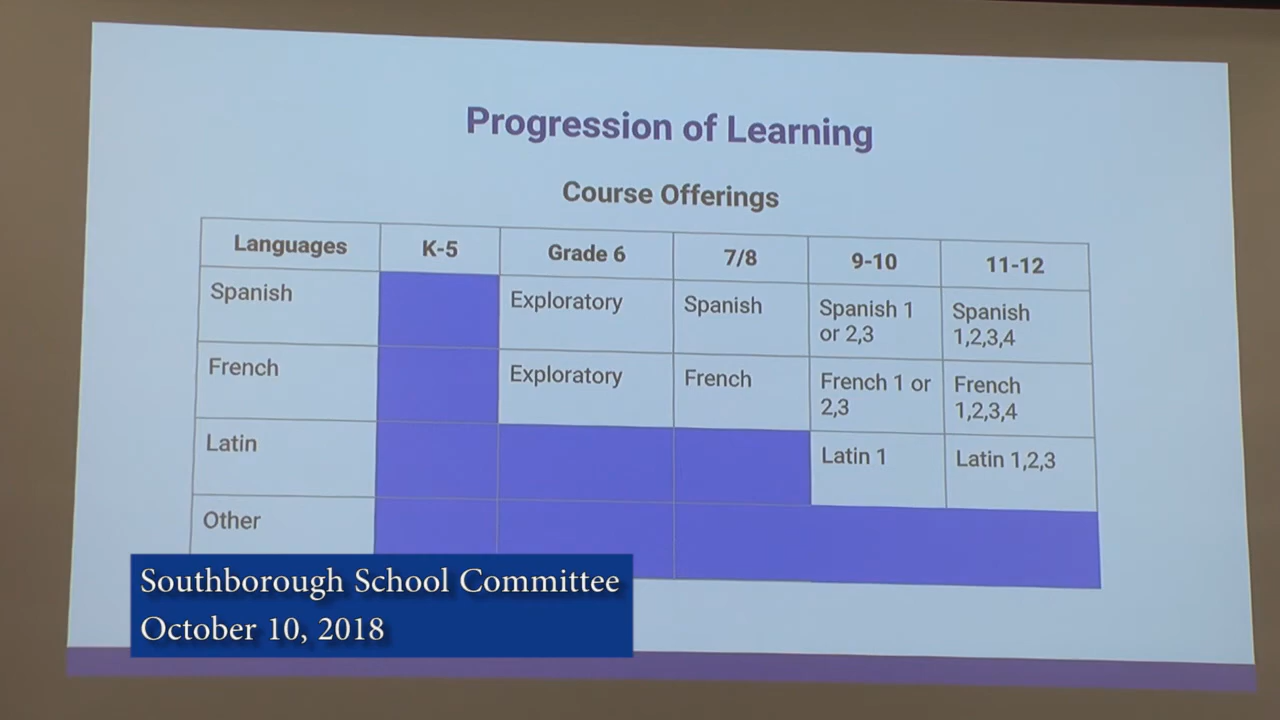 Progression of Learning
Course Offerings
Languages K-5 Grade 6 7/8 9-10 11-12
Spanish Exploratory Spanish Spanish 1 or 2,3 Spanish 1,2,3,4
French Exploratory French French 1 or 2,3 French 1,2,3,4
Latin Latin 1 Latin 1,2,3
Other
Southborough School Committee
October 10, 2018